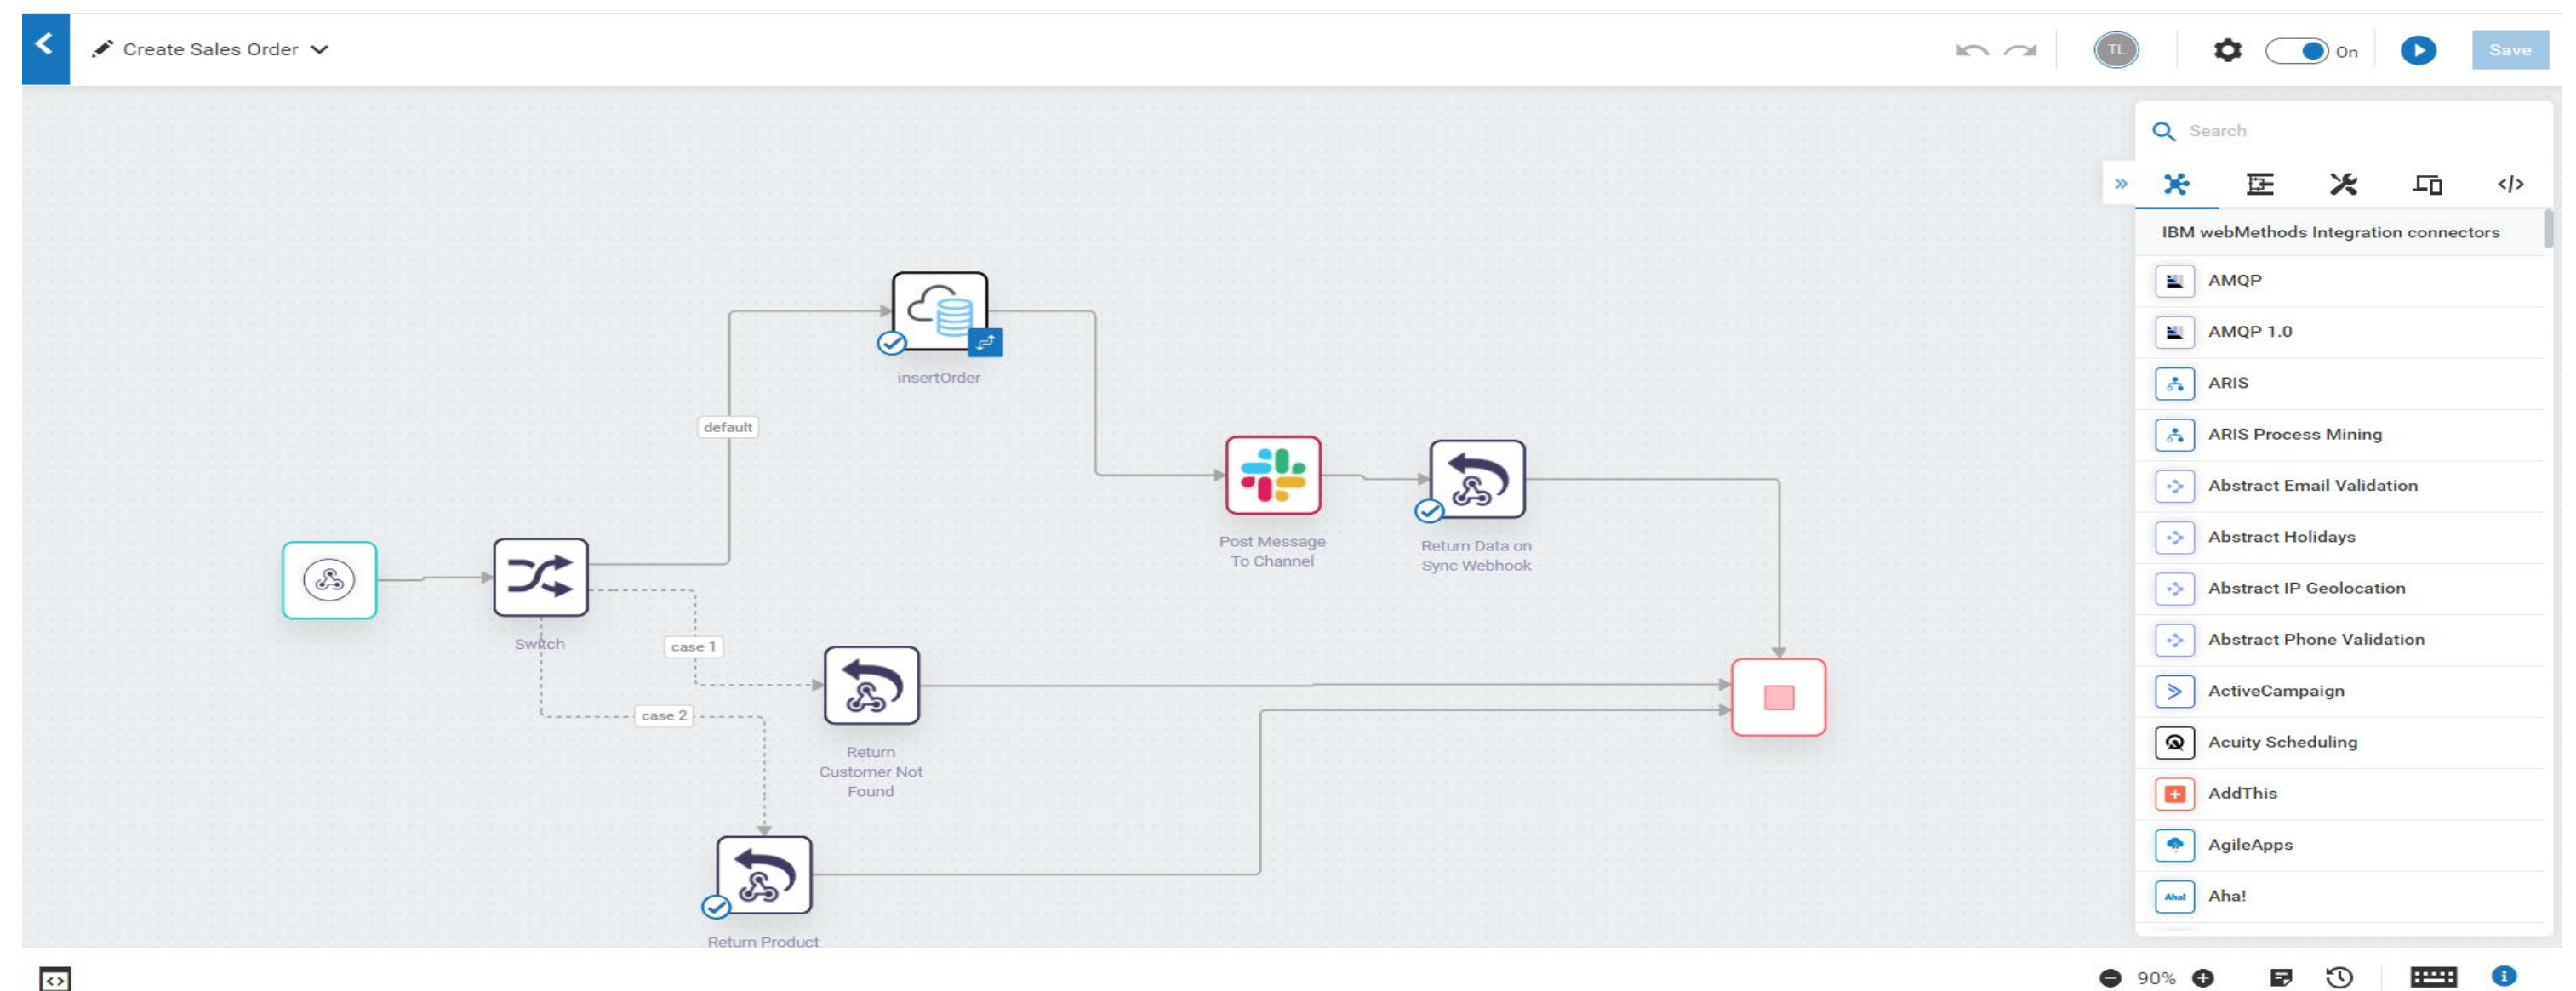 Create Sales Order
TL
On
Save
Search
IBM webMethods Integration connectors
AMQP
AMQP 1.0
ARIS
ARIS Process Mining
Abstract Email Validation
Abstract Holidays
Abstract IP Geolocation
Abstract Phone Validation
ActiveCampaign
Acuity Scheduling
AddThis
AgileApps
Aha!
Aha!
insertOrder
default
Post Message
To Channel
Return Data on
Sync Webhook
Switch
case 1
case 2
Return
Customer Not
Found
Return Product
90%